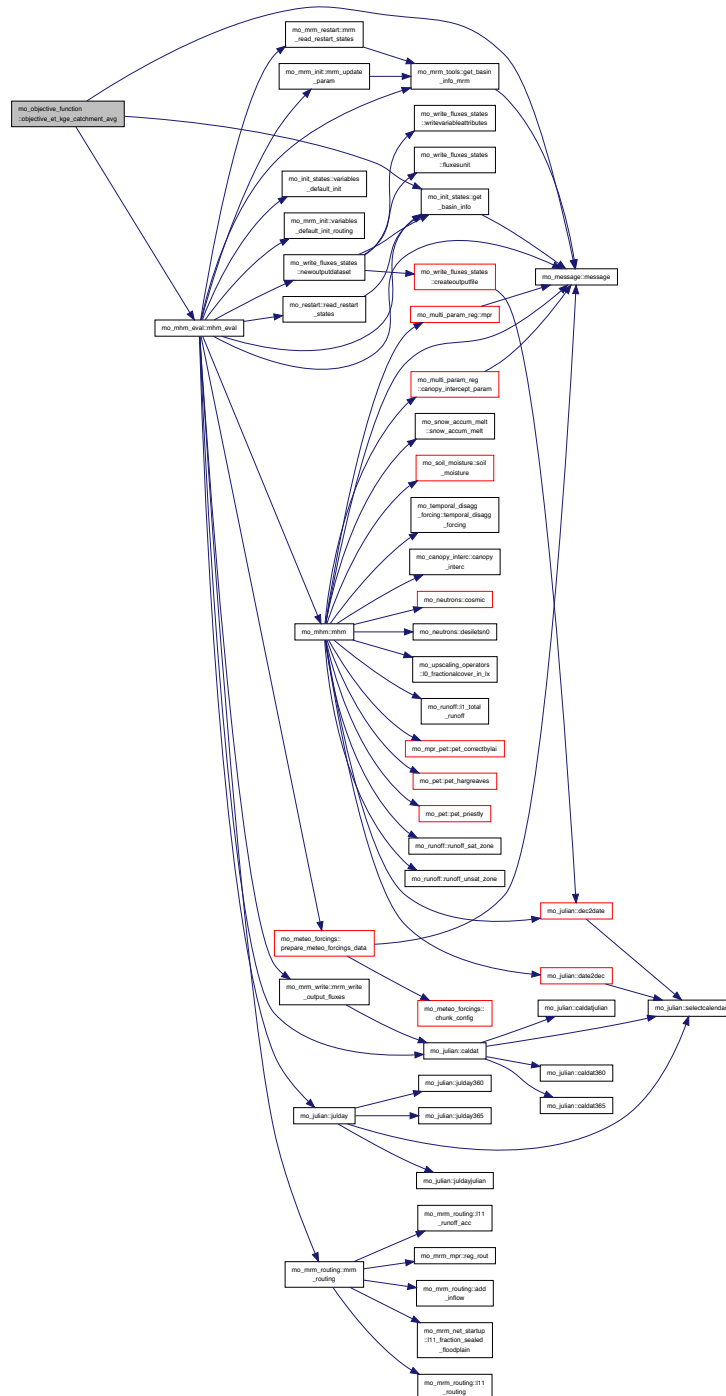 mo_mrm_restart::mrm
_read_restart_states
mo_mrm_init::mrm_update
_param
mo_mrm_tools::get_basin
_info_mrm
mo_objective_function
::objective_et_kge_catchment_avg
mo_write_fluxes_states
::writevariableattributes
mo_write_fluxes_states
::fluxesunit
mo_init_states::variables
_default_init
mo_init_states::get
_basin_info
mo_mrm_init::variables
_default_init_routing
mo_write_fluxes_states
::newoutputdataset
mo_write_fluxes_states
::createoutputfile
mo_message::message
mo_restart::read_restart
_states
mo_multi_param_reg::mpr
mo_mhm_eval::mhm_eval
mo_multi_param_reg
::canopy_intercept_param
mo_snow_accum_melt
::snow_accum_melt
mo_soil_moisture::soil
_moisture
mo_temporal_disagg
_forcing::temporal_disagg
_forcing
mo_canopy_interc::canopy
_interc
mo_neutrons::cosmic
mo_mhm::mhm
mo_neutrons::desiletsn0
mo_upscaling_operators
::l0_fractionalcover_in_lx
mo_runoff::l1_total
_runoff
mo_mpr_pet::pet_correctbylai
mo_pet::pet_hargreaves
mo_pet::pet_priestly
mo_runoff::runoff_sat_zone
mo_runoff::runoff_unsat_zone
mo_julian::dec2date
mo_meteo_forcings::
prepare_meteo_forcings_data
mo_julian::date2dec
mo_mrm_write::mrm_write
_output_fluxes
mo_meteo_forcings::
chunk_config
mo_julian::caldatjulian
mo_julian::selectcalendar
mo_julian::caldat
mo_julian::caldat360
mo_julian::julday360
mo_julian::caldat365
mo_julian::julday
mo_julian::julday365
mo_julian::juldayjulian
mo_mrm_routing::l11
_runoff_acc
mo_mrm_mpr::reg_rout
mo_mrm_routing::mrm
_routing
mo_mrm_routing::add
_inflow
mo_mrm_net_startup
::l11_fraction_sealed
_floodplain
mo_mrm_routing::l11
_routing